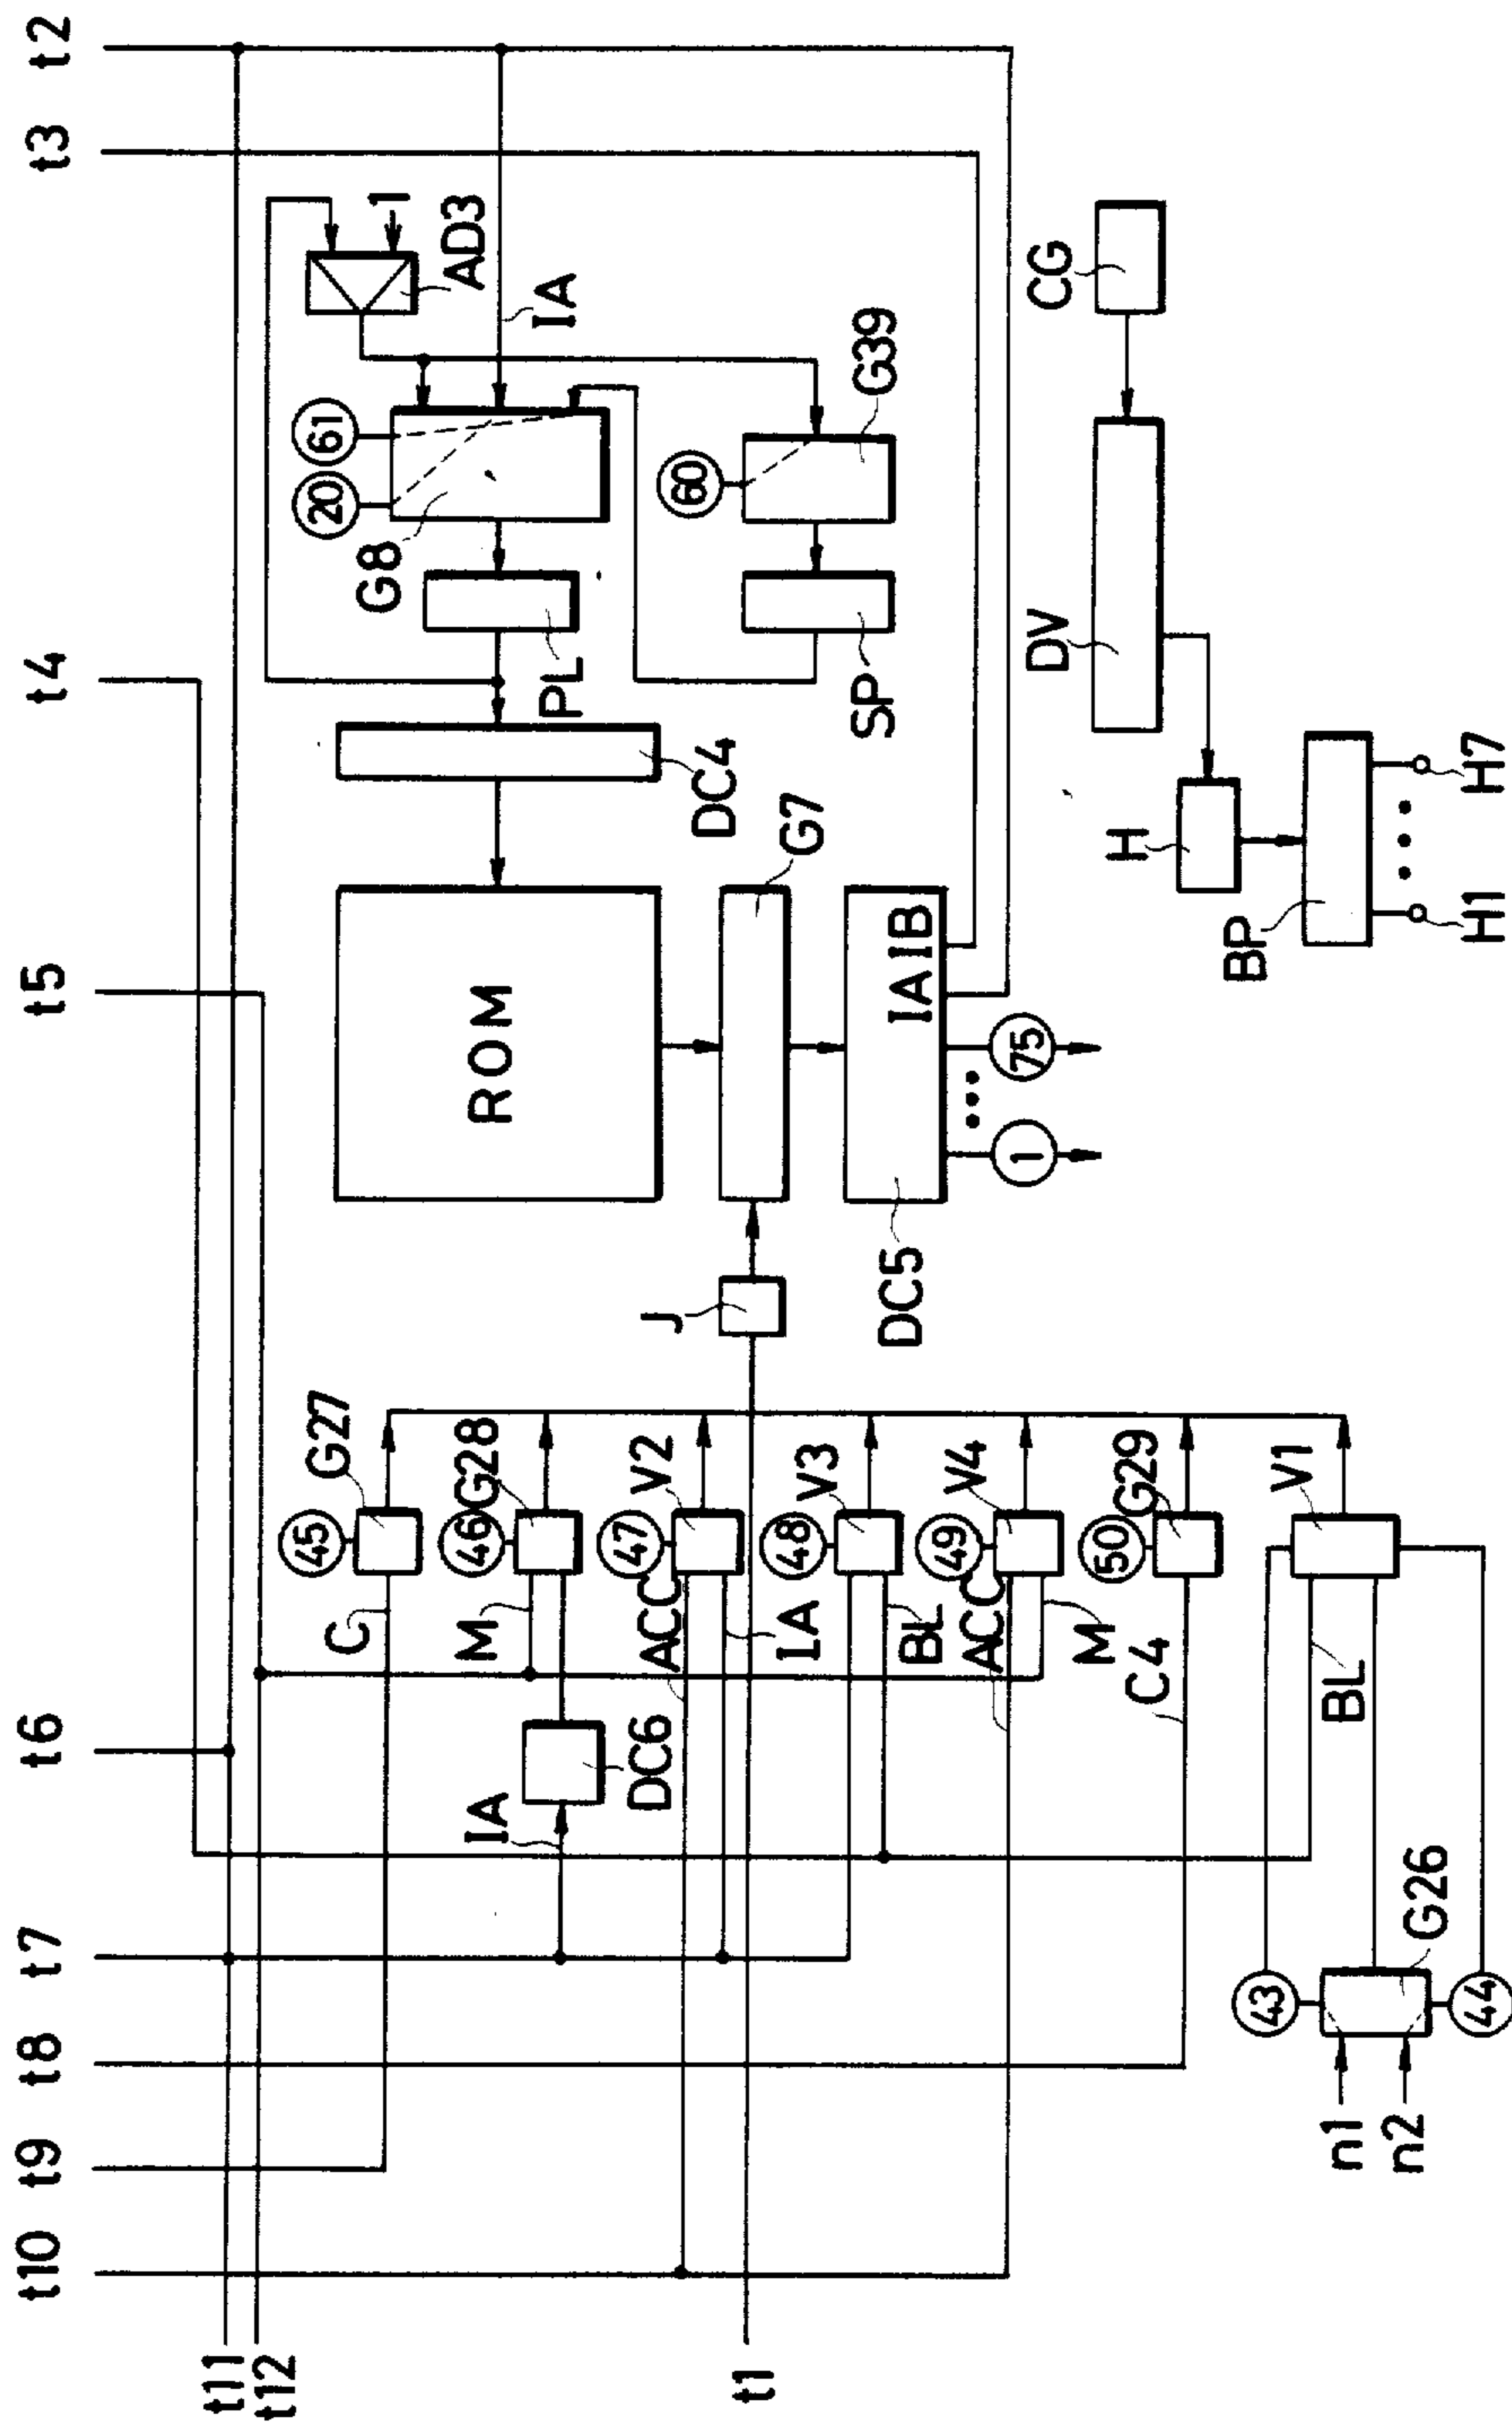 t10
t9
t8
t7
t6
t5
t4
t3
t2
t11
t12
t1
45
G27
C
46
G28
M
IA
DC6
47
V2
ACC
IA
48
V3
BL
49
V4
ACC
M
50
G29
C4
V1
BL
43
44
G26
n1
n2
J
ROM
G7
DC5
IA IB
1
75
DC4
PL
G8
20
61
AD3
1
IA
60
G39
SP
CG
DV
H
BP
H1
H7